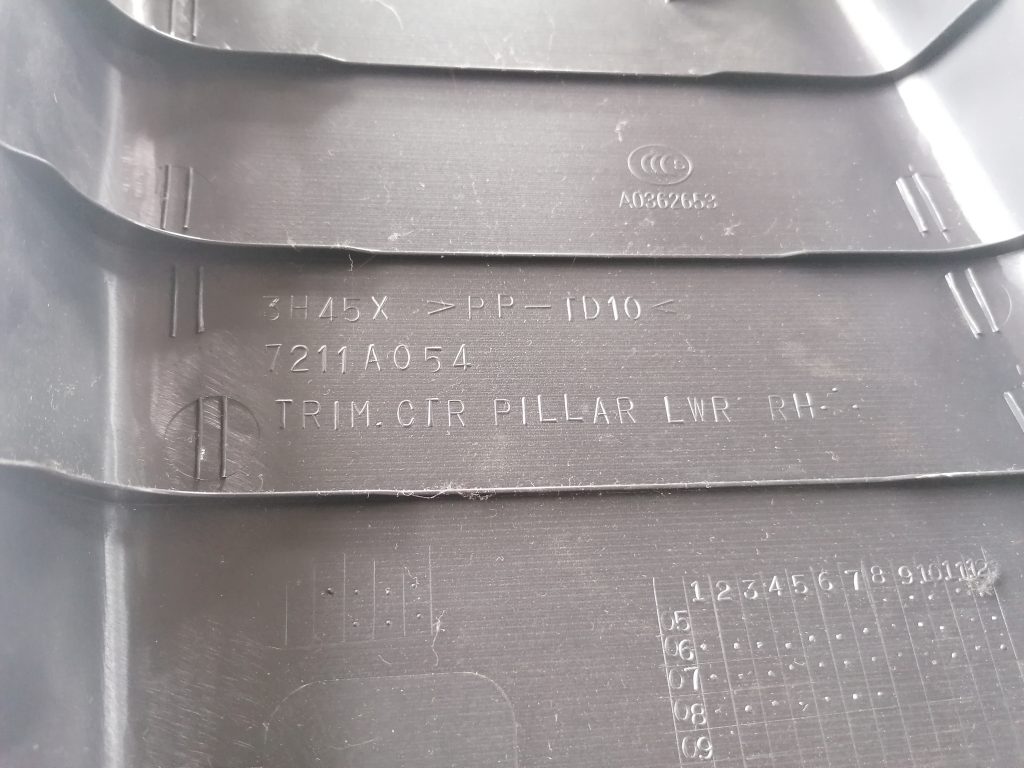 A0362653
3H45X >PP-TD10<
7211A054
TRIM.CTR PILLAR LWR RH
1 2 3 4 5 6 7 8 9 10 11 12
05
06
07
08
09